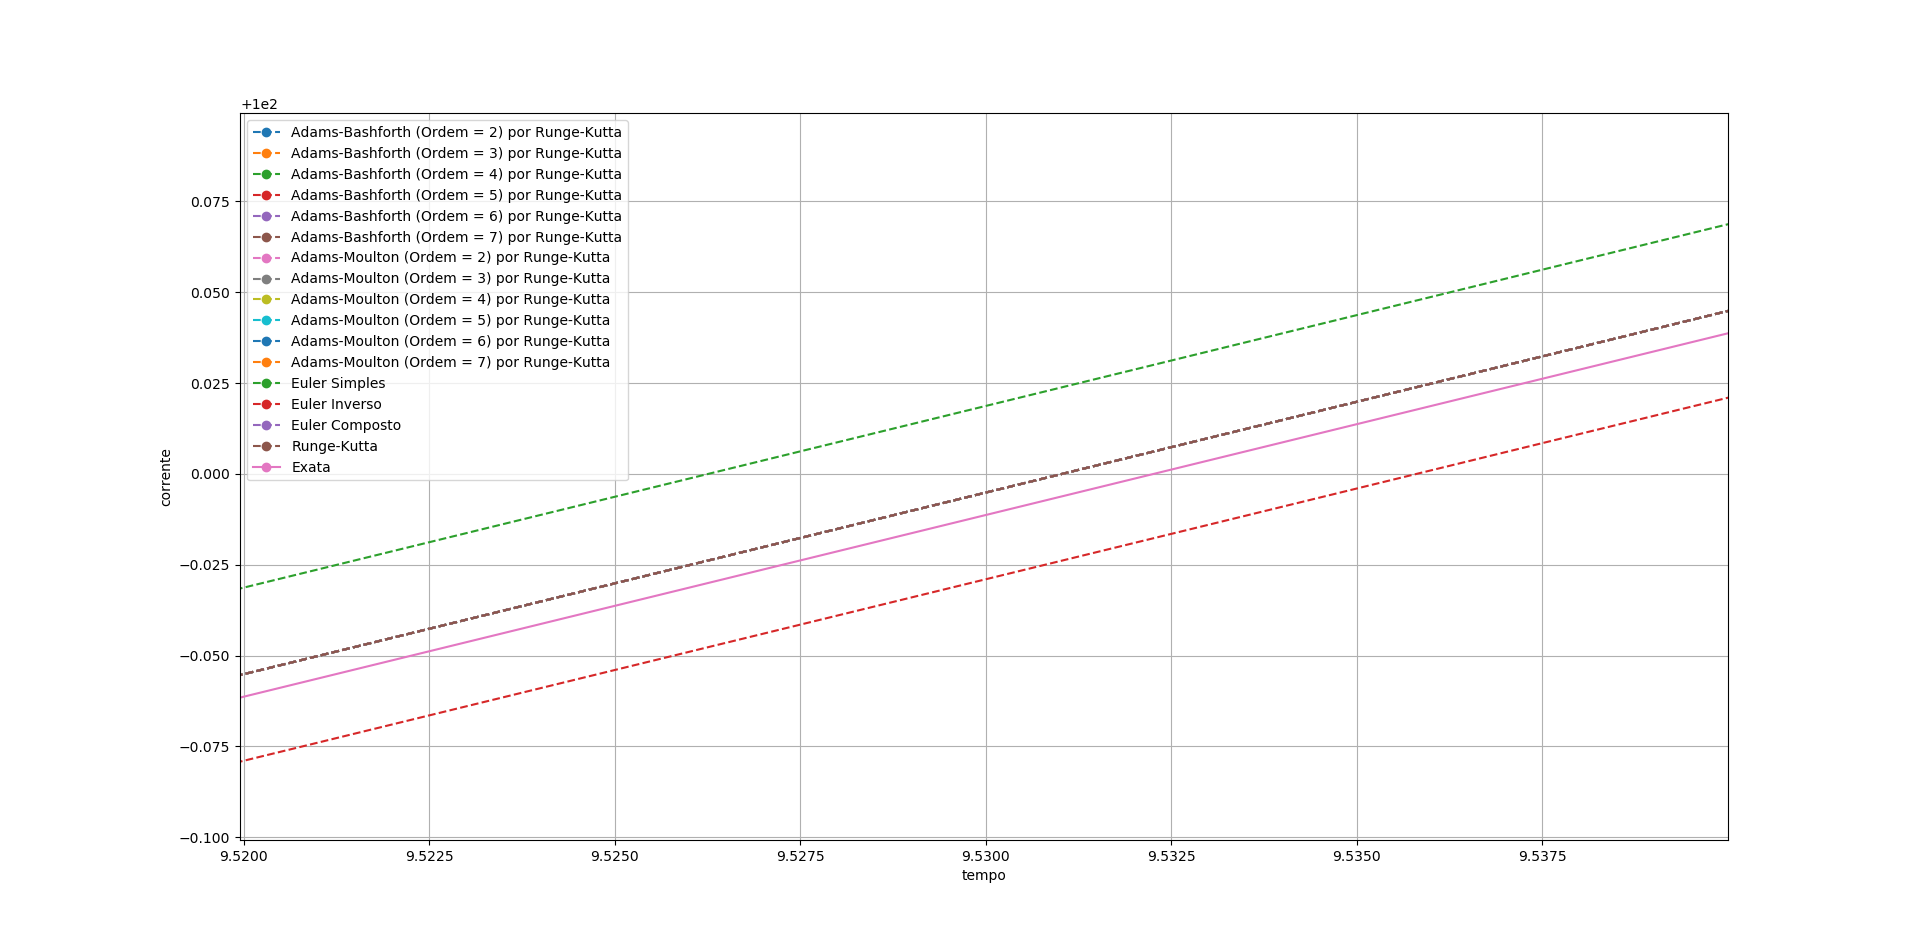 +1e2
Adams-Bashforth (Ordem = 2) por Runge-Kutta
Adams-Bashforth (Ordem = 3) por Runge-Kutta
Adams-Bashforth (Ordem = 4) por Runge-Kutta
Adams-Bashforth (Ordem = 5) por Runge-Kutta
Adams-Bashforth (Ordem = 6) por Runge-Kutta
Adams-Bashforth (Ordem = 7) por Runge-Kutta
Adams-Moulton (Ordem = 2) por Runge-Kutta
Adams-Moulton (Ordem = 3) por Runge-Kutta
Adams-Moulton (Ordem = 4) por Runge-Kutta
Adams-Moulton (Ordem = 5) por Runge-Kutta
Adams-Moulton (Ordem = 6) por Runge-Kutta
Adams-Moulton (Ordem = 7) por Runge-Kutta
Euler Simples
Euler Inverso
Euler Composto
Runge-Kutta
Exata
0.075
0.050
0.025
0.000
−0.025
−0.050
−0.075
−0.100
corrente
9.5200 9.5225 9.5250 9.5275 9.5300 9.5325 9.5350 9.5375
tempo